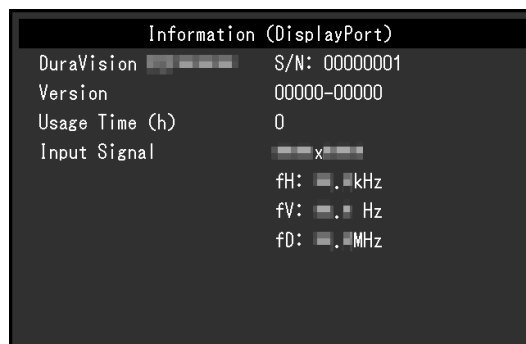 Information (DisplayPort)
DuraVision S/N: 00000001
Version 00000-00000
Usage Time (h) 0
Input Signal x
fH: . kHz
fV: . Hz
fD: . MHz